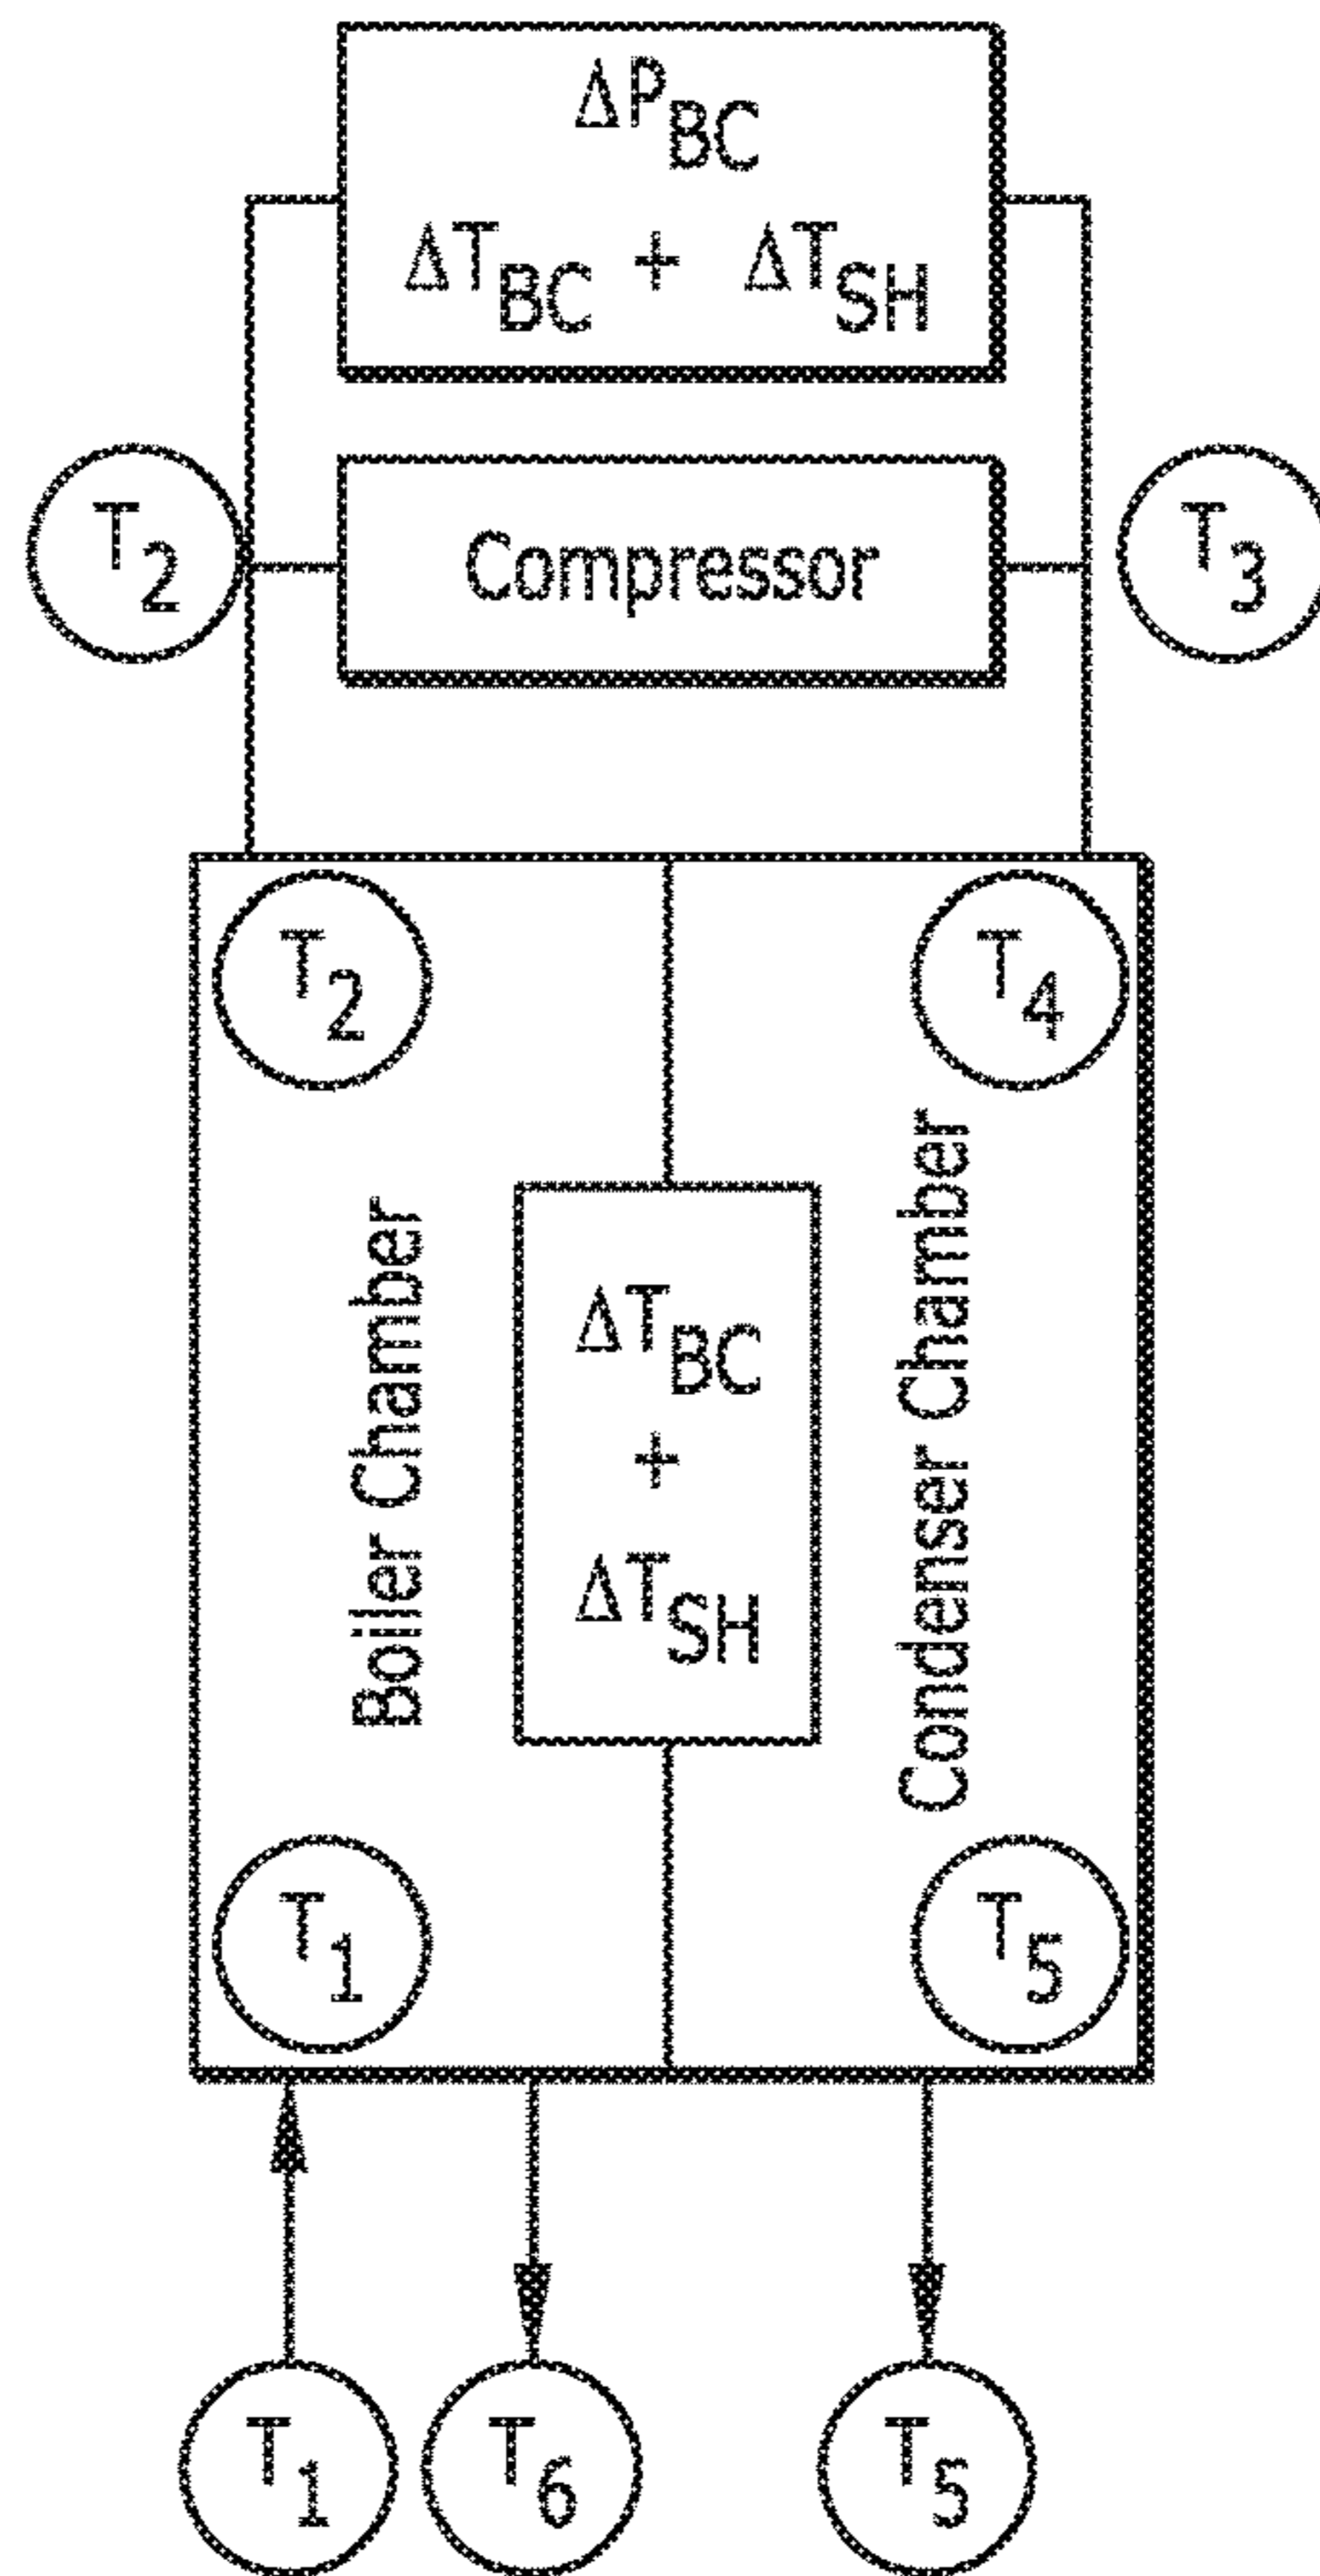 ΔP_BC
ΔT_BC + ΔT_SH
T_2
Compressor
T_3
T_2
T_4
Boiler Chamber
ΔT_BC
+
ΔT_SH
Condenser Chamber
T_1
T_5
T_1
T_6
T_5